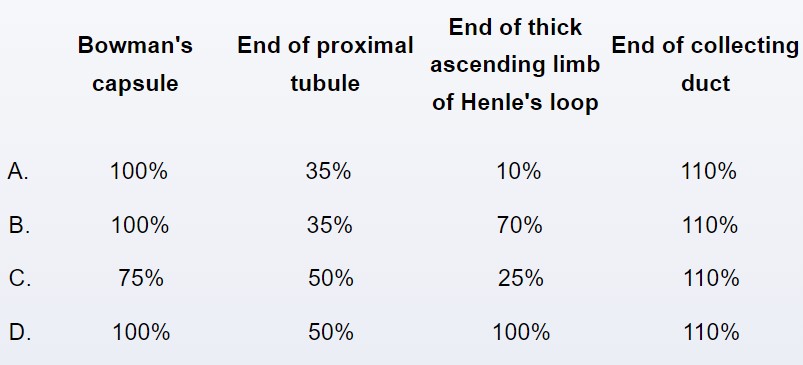 Bowman's capsule
End of proximal tubule
End of thick ascending limb of Henle's loop
End of collecting duct
A. 100% 35% 10% 110%
B. 100% 35% 70% 110%
C. 75% 50% 25% 110%
D. 100% 50% 100% 110%